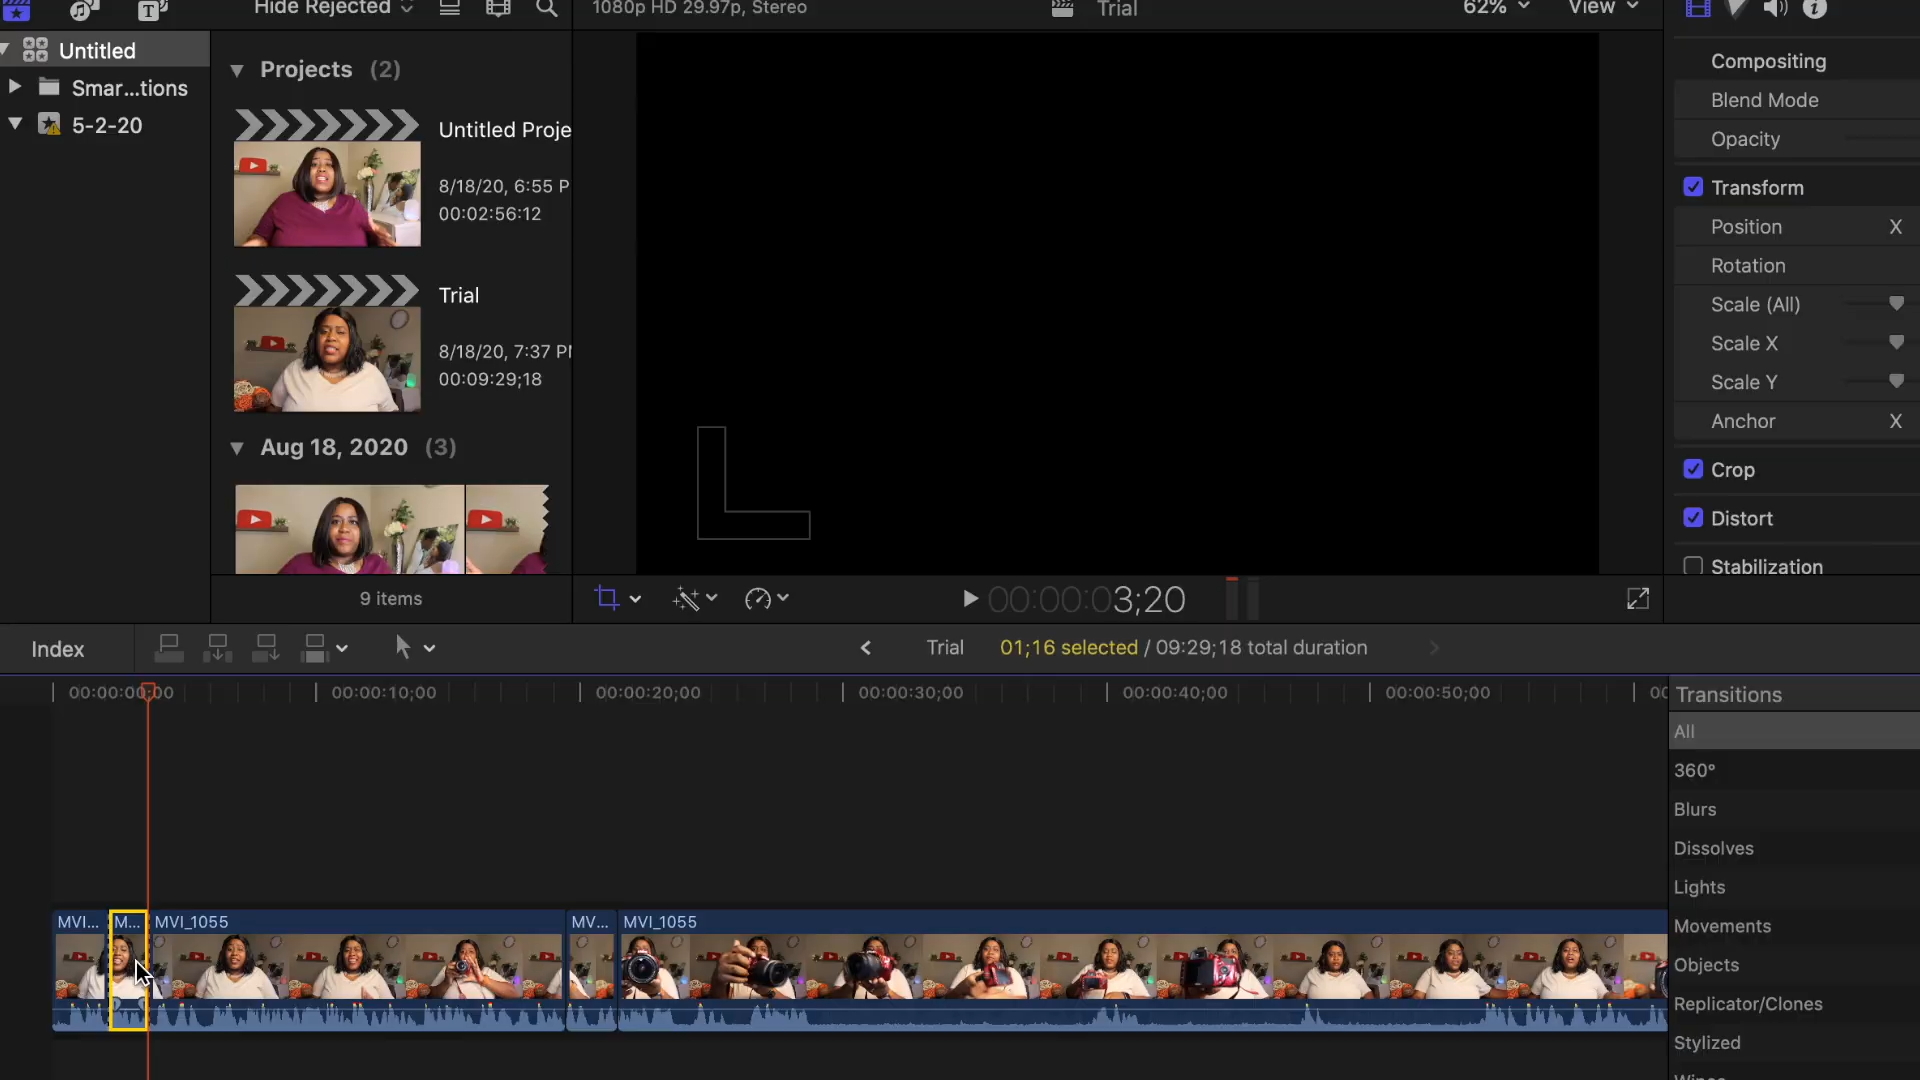 Hide Rejected
1080p HD 29.97p, Stereo
Trial
62%
View
Untitled
Smar...tions
5-2-20
Projects (2)
Untitled Proje
8/18/20, 6:55 P
00:02:56:12
Trial
8/18/20, 7:37 P
00:09:29;18
Aug 18, 2020 (3)
9 items
00:00:03;20
Compositing
Blend Mode
Opacity
Transform
Position X
Rotation
Scale (All)
Scale X
Scale Y
Anchor X
Crop
Distort
Stabilization
Index
Trial
01;16 selected / 09:29;18 total duration
00:00:00;00
00:00:10;00
00:00:20;00
00:00:30;00
00:00:40;00
00:00:50;00
00
MVI...
M...
MVI_1055
MV...
MVI_1055
Transitions
All
360°
Blurs
Dissolves
Lights
Movements
Objects
Replicator/Clones
Stylized